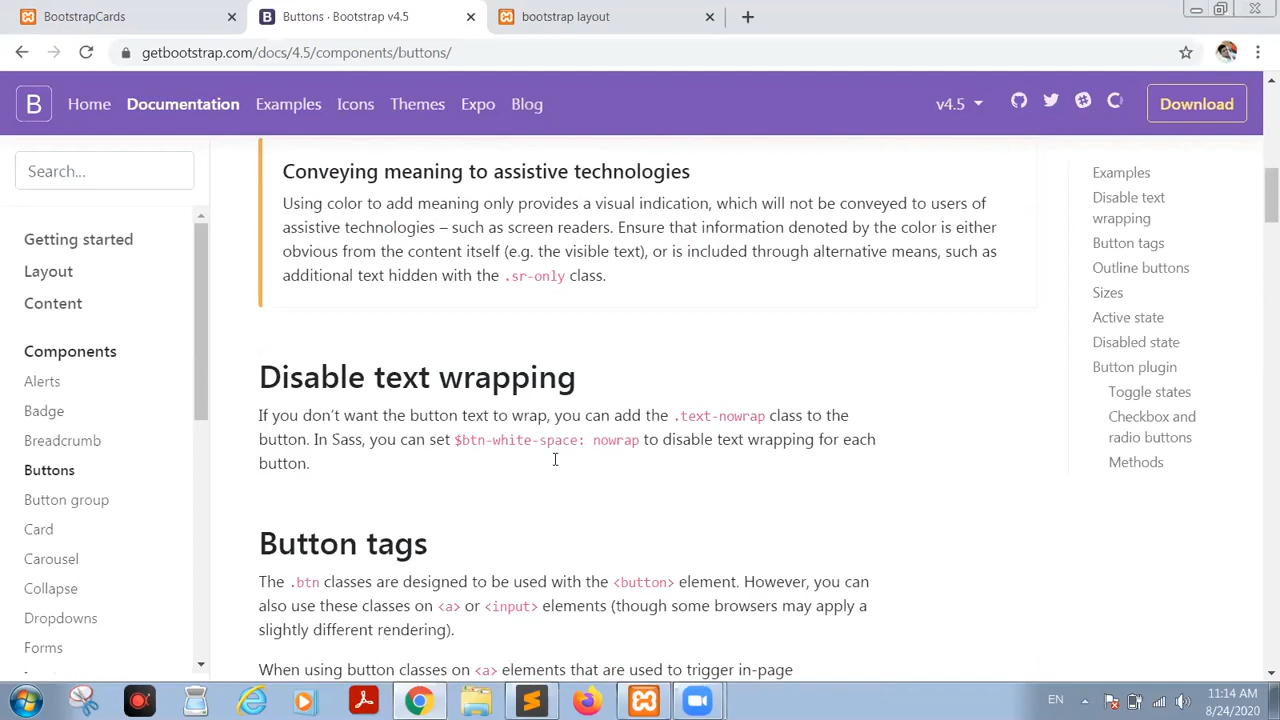 BootstrapCards
Buttons · Bootstrap v4.5
bootstrap layout
getbootstrap.com/docs/4.5/components/buttons/
B
Home
Documentation
Examples
Icons
Themes
Expo
Blog
v4.5
Download
Search...
Getting started
Layout
Content
Components
Alerts
Badge
Breadcrumb
Buttons
Button group
Card
Carousel
Collapse
Dropdowns
Forms
Conveying meaning to assistive technologies
Using color to add meaning only provides a visual indication, which will not be conveyed to users of
assistive technologies – such as screen readers. Ensure that information denoted by the color is either
obvious from the content itself (e.g. the visible text), or is included through alternative means, such as
additional text hidden with the .sr-only class.
Disable text wrapping
If you don't want the button text to wrap, you can add the .text-nowrap class to the
button. In Sass, you can set $btn-white-space: nowrap to disable text wrapping for each
button.
Button tags
The .btn classes are designed to be used with the <button> element. However, you can
also use these classes on <a> or <input> elements (though some browsers may apply a
slightly different rendering).
When using button classes on <a> elements that are used to trigger in-page
Examples
Disable text
wrapping
Button tags
Outline buttons
Sizes
Active state
Disabled state
Button plugin
Toggle states
Checkbox and
radio buttons
Methods
EN
11:14 AM
8/24/2020